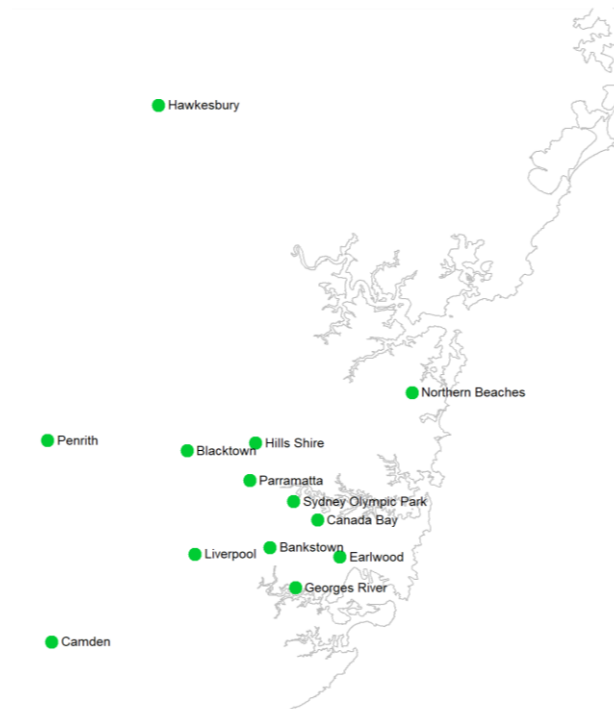 Hawkesbury
Northern Beaches
Penrith
Hills Shire
Blacktown
Parramatta
Sydney Olympic Park
Canada Bay
Bankstown
Liverpool
Earlwood
Georges River
Camden